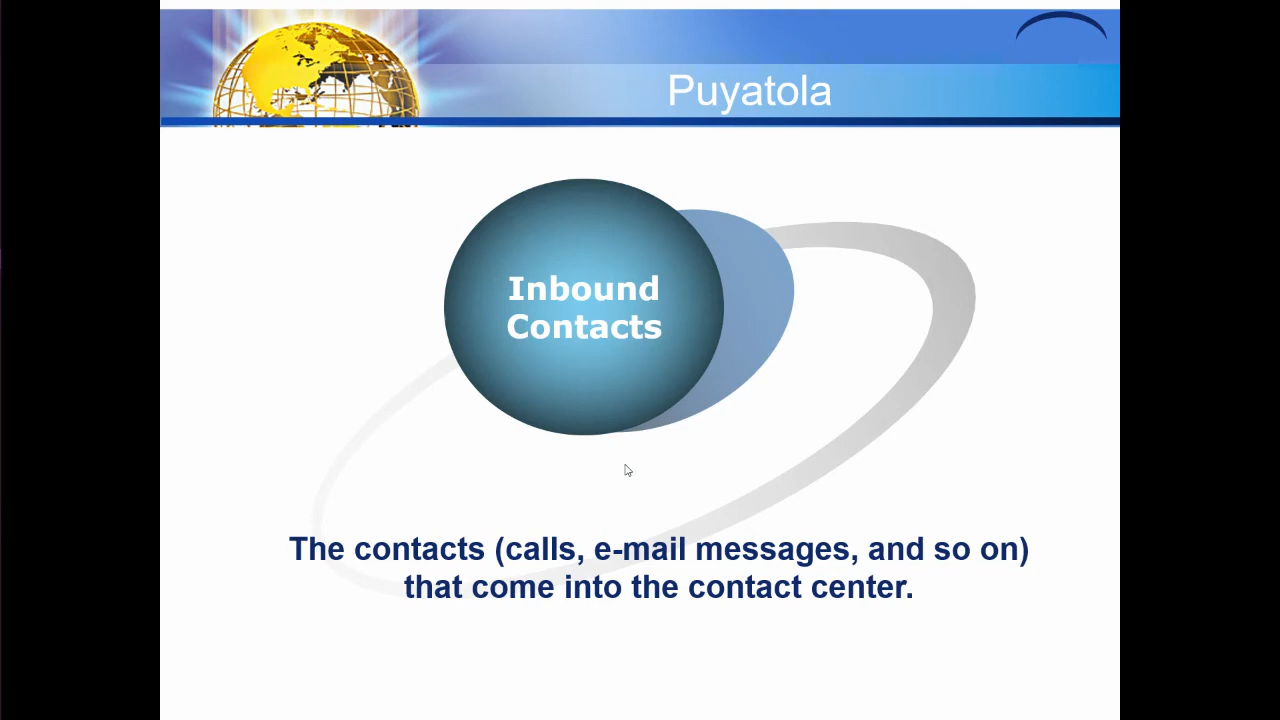 Puyatola
Inbound
Contacts
The contacts (calls, e-mail messages, and so on)
that come into the contact center.